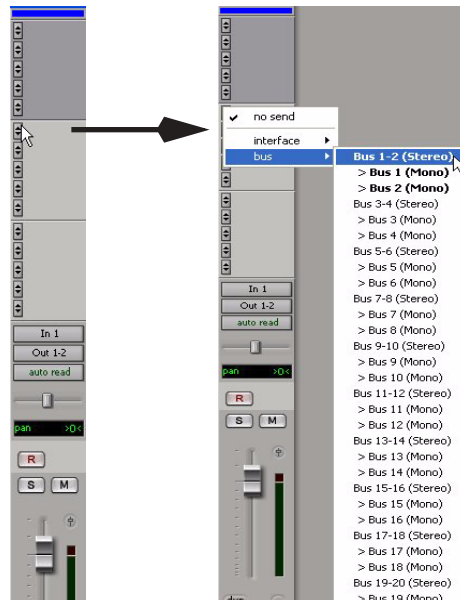 In 1
Out 1-2
auto read
pan >0<
R
S M
✓ no send
interface
bus
Bus 1-2 (Stereo)
> Bus 1 (Mono)
> Bus 2 (Mono)
Bus 3-4 (Stereo)
> Bus 3 (Mono)
> Bus 4 (Mono)
Bus 5-6 (Stereo)
> Bus 5 (Mono)
> Bus 6 (Mono)
Bus 7-8 (Stereo)
> Bus 7 (Mono)
> Bus 8 (Mono)
Bus 9-10 (Stereo)
> Bus 9 (Mono)
> Bus 10 (Mono)
Bus 11-12 (Stereo)
> Bus 11 (Mono)
> Bus 12 (Mono)
Bus 13-14 (Stereo)
> Bus 13 (Mono)
> Bus 14 (Mono)
Bus 15-16 (Stereo)
> Bus 15 (Mono)
> Bus 16 (Mono)
Bus 17-18 (Stereo)
> Bus 17 (Mono)
> Bus 18 (Mono)
Bus 19-20 (Stereo)
> Bus 19 (Mono)
In 1
Out 1-2
auto read
pan >0<
R
S M
dyn